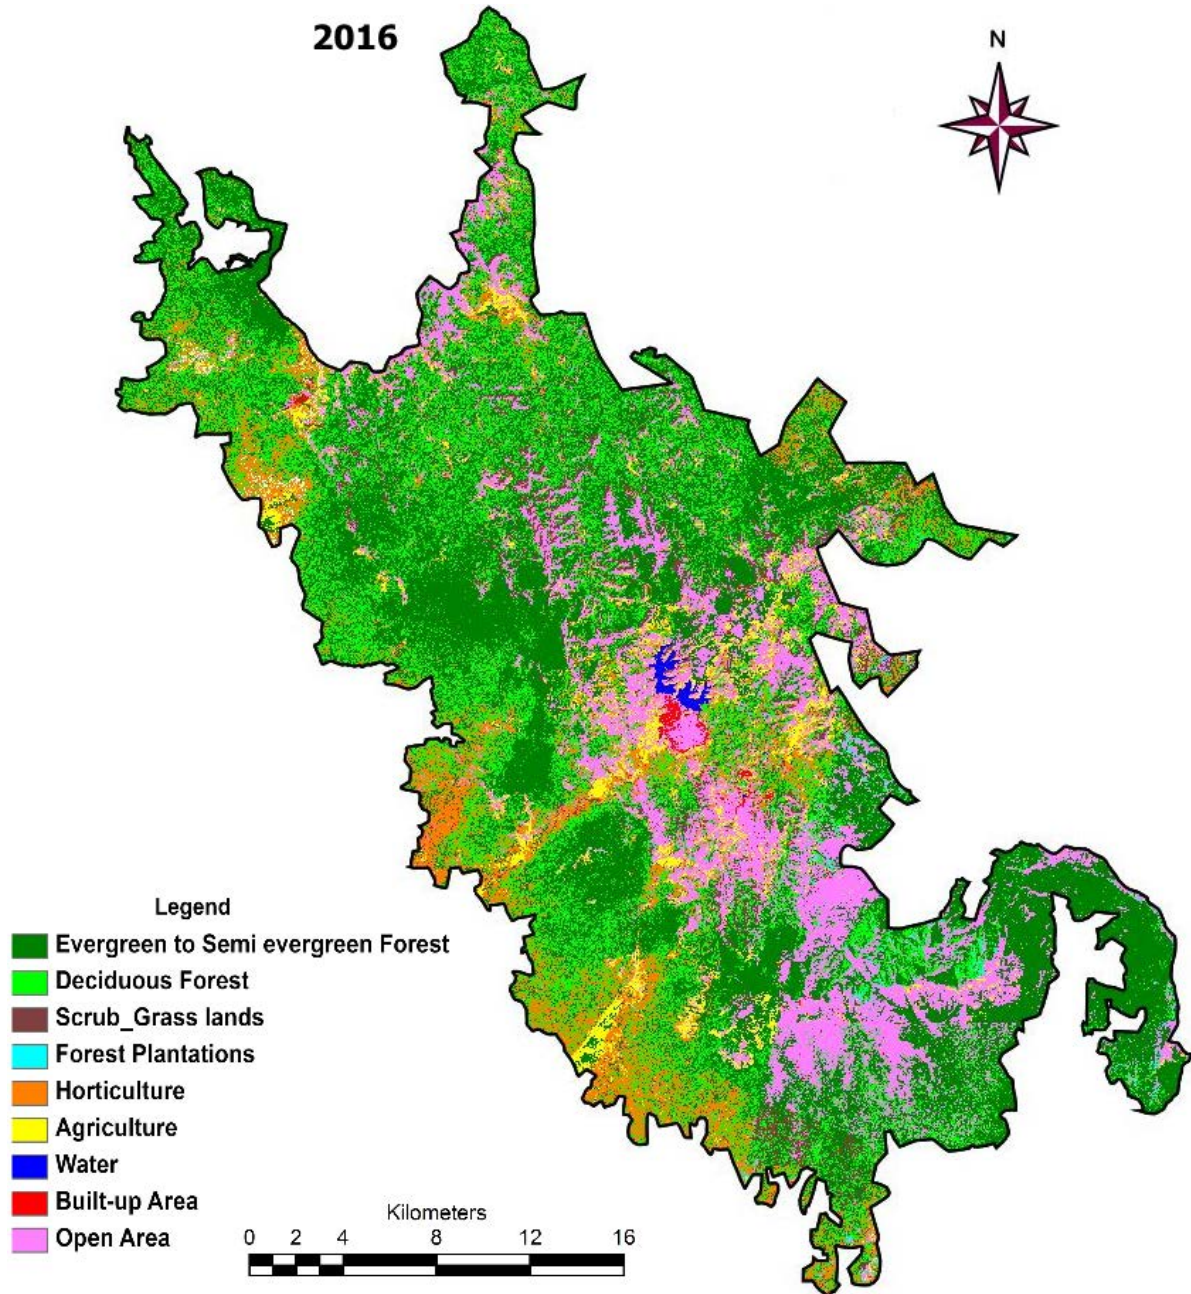 2016
N
Legend
Evergreen to Semi evergreen Forest
Deciduous Forest
Scrub_Grass lands
Forest Plantations
Horticulture
Agriculture
Water
Built-up Area
Open Area
Kilometers
0 2 4 8 12 16